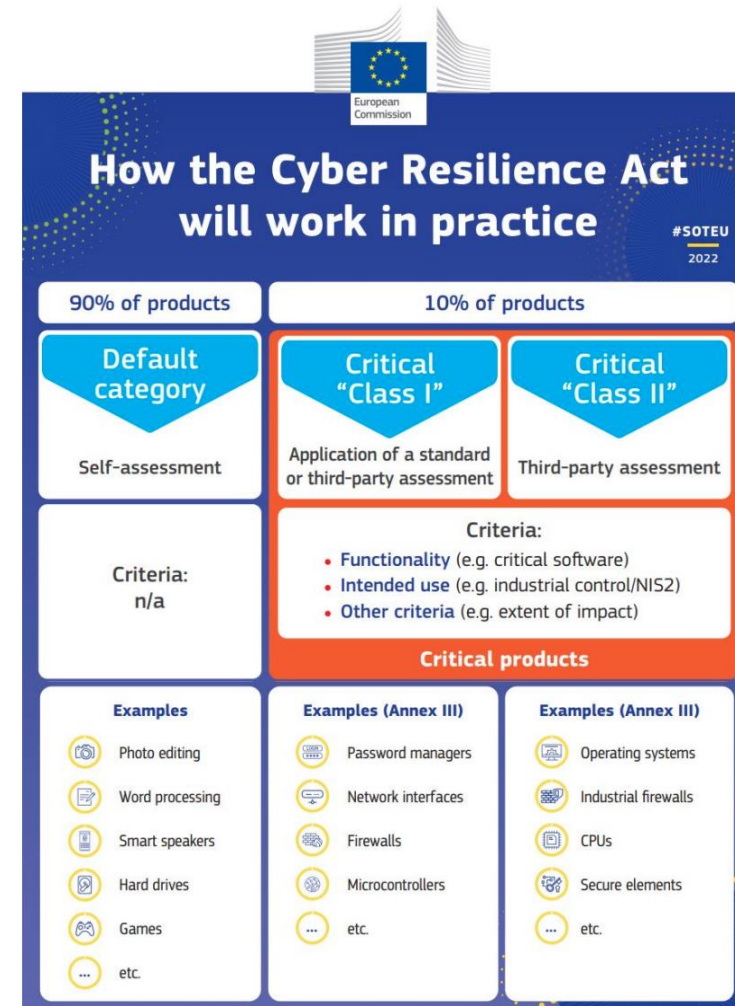 European
Commission
How the Cyber Resilience Act
will work in practice
#SOTEU
2022
90% of products
10% of products
Default
category
Self-assessment
Critical
“Class I”
Application of a standard
or third-party assessment
Critical
“Class II”
Third-party assessment
Criteria:
n/a
Criteria:
• Functionality (e.g. critical software)
• Intended use (e.g. industrial control/NIS2)
• Other criteria (e.g. extent of impact)
Critical products
Examples
Photo editing
Word processing
Smart speakers
Hard drives
Games
... etc.
Examples (Annex III)
Password managers
Network interfaces
Firewalls
Microcontrollers
... etc.
Examples (Annex III)
Operating systems
Industrial firewalls
CPUs
Secure elements
... etc.